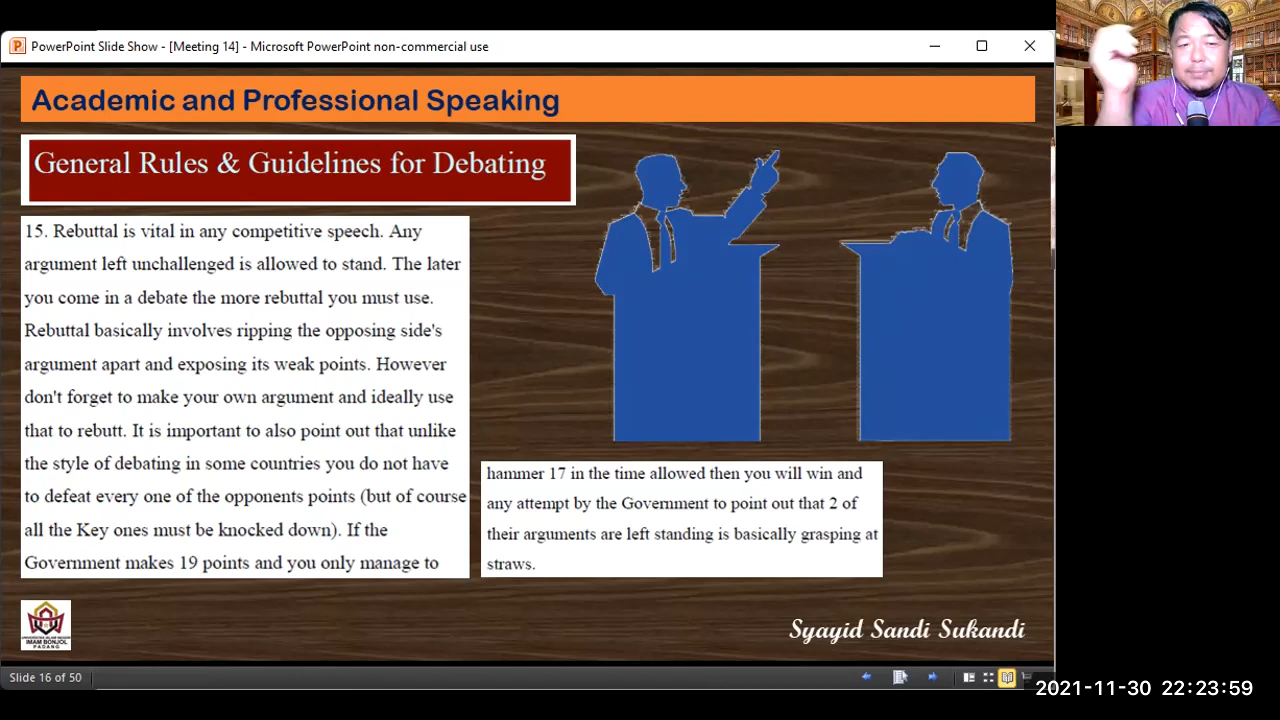 PowerPoint Slide Show - [Meeting 14] - Microsoft PowerPoint non-commercial use
Academic and Professional Speaking
General Rules & Guidelines for Debating
15. Rebuttal is vital in any competitive speech. Any
argument left unchallenged is allowed to stand. The later
you come in a debate the more rebuttal you must use.
Rebuttal basically involves ripping the opposing side's
argument apart and exposing its weak points. However
don't forget to make your own argument and ideally use
that to rebutt. It is important to also point out that unlike
the style of debating in some countries you do not have
to defeat every one of the opponents points (but of course
all the Key ones must be knocked down). If the
Government makes 19 points and you only manage to
hammer 17 in the time allowed then you will win and
any attempt by the Government to point out that 2 of
their arguments are left standing is basically grasping at
straws.
IMAM BONJOL
PADANG
Syayid Sandi Sukandi
Slide 16 of 50
2021-11-30 22:23:59